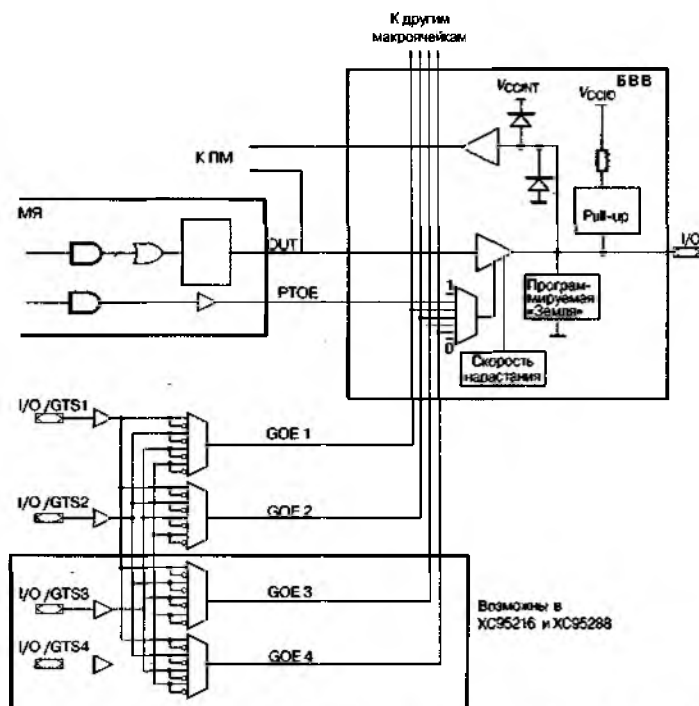 К другим
макроячейкам
БВВ
VCCINT
VCCIO
К ПМ
МЯ
Pull-up
I/O
OUT
PTOE
1
0
Програм-
мируемая
«Земля»
Скорость
нарастания
I/O /GTS1
GOE 1
I/O /GTS2
GOE 2
I/O /GTS3
GOE 3
Возможны в
XC95216 и XC95288
I/O /GTS4
GOE 4